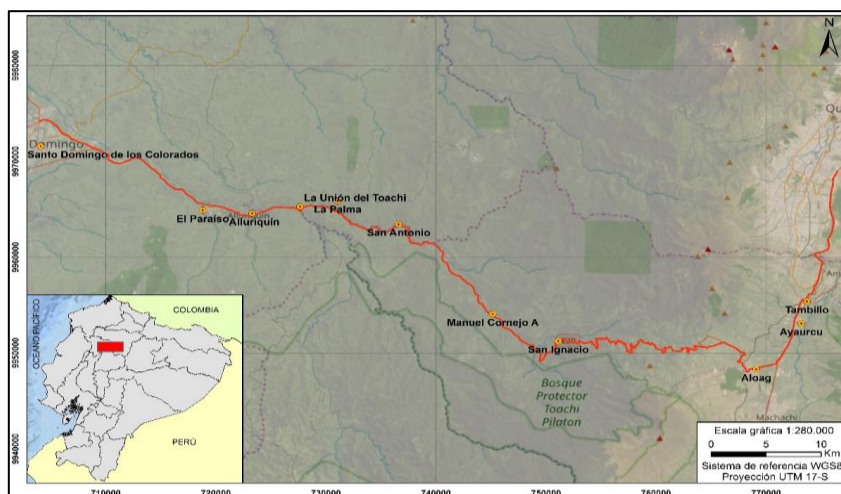 N
9980000
9970000
9960000
9950000
9940000
Domingo
Santo Domingo de los Colorados
El Paraíso
Alluriquín
La Unión del Toachi
La Palma
San Antonio
Manuel Cornejo A
E20
San Ignacio
Bosque
Protector
Toachi
Pilaton
Qu
Tambillo
Ayaurcu
Aloag
Machachi
OCEANO PACÍFICO
COLOMBIA
PERÚ
Escala gráfica 1:280.000
0 5 10
Km
Sistema de referencia WGS8
Proyección UTM 17-S
710000 720000 730000 740000 750000 760000 770000